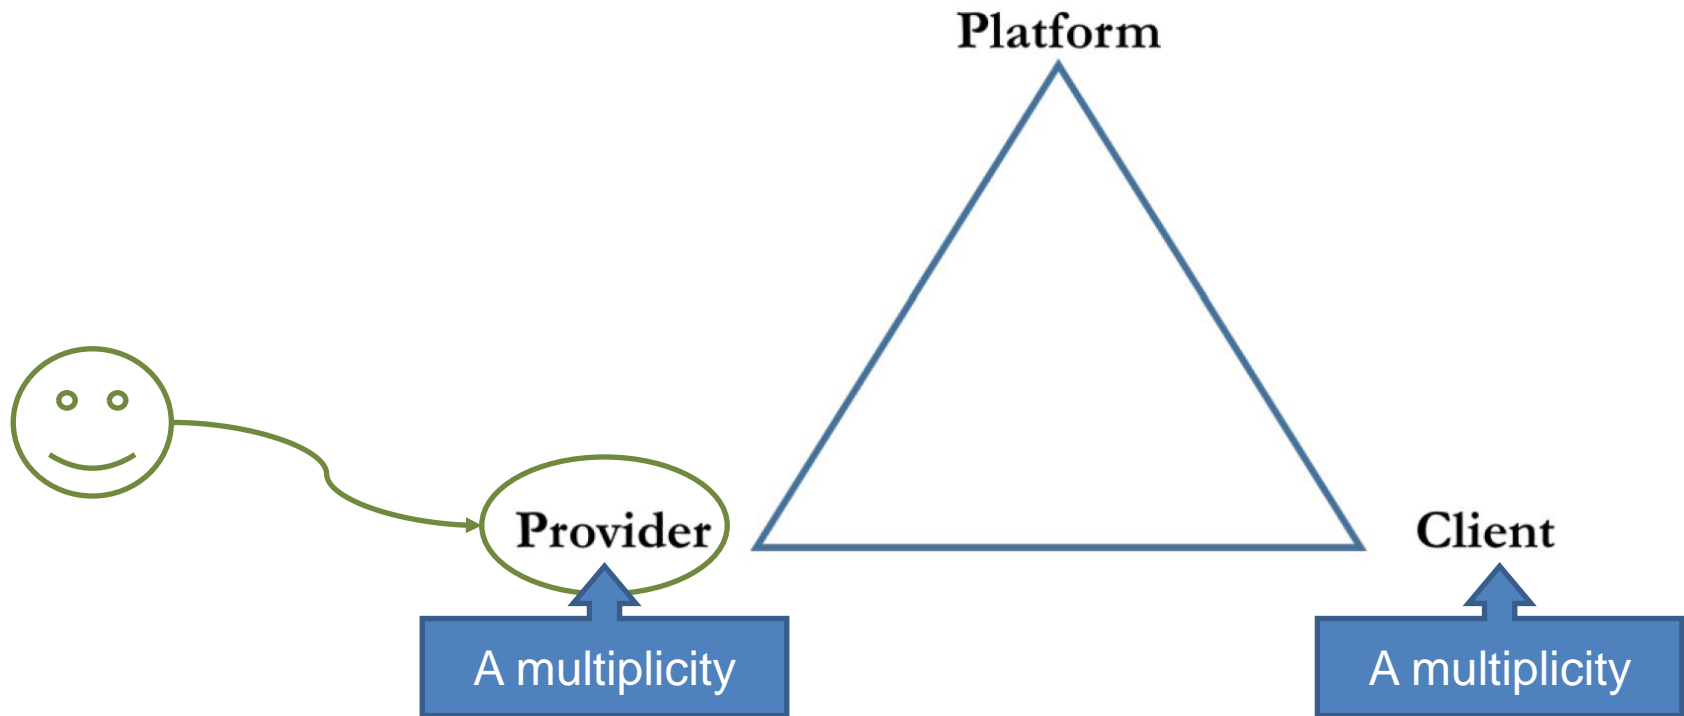 Platform
Provider
Client
A multiplicity
A multiplicity